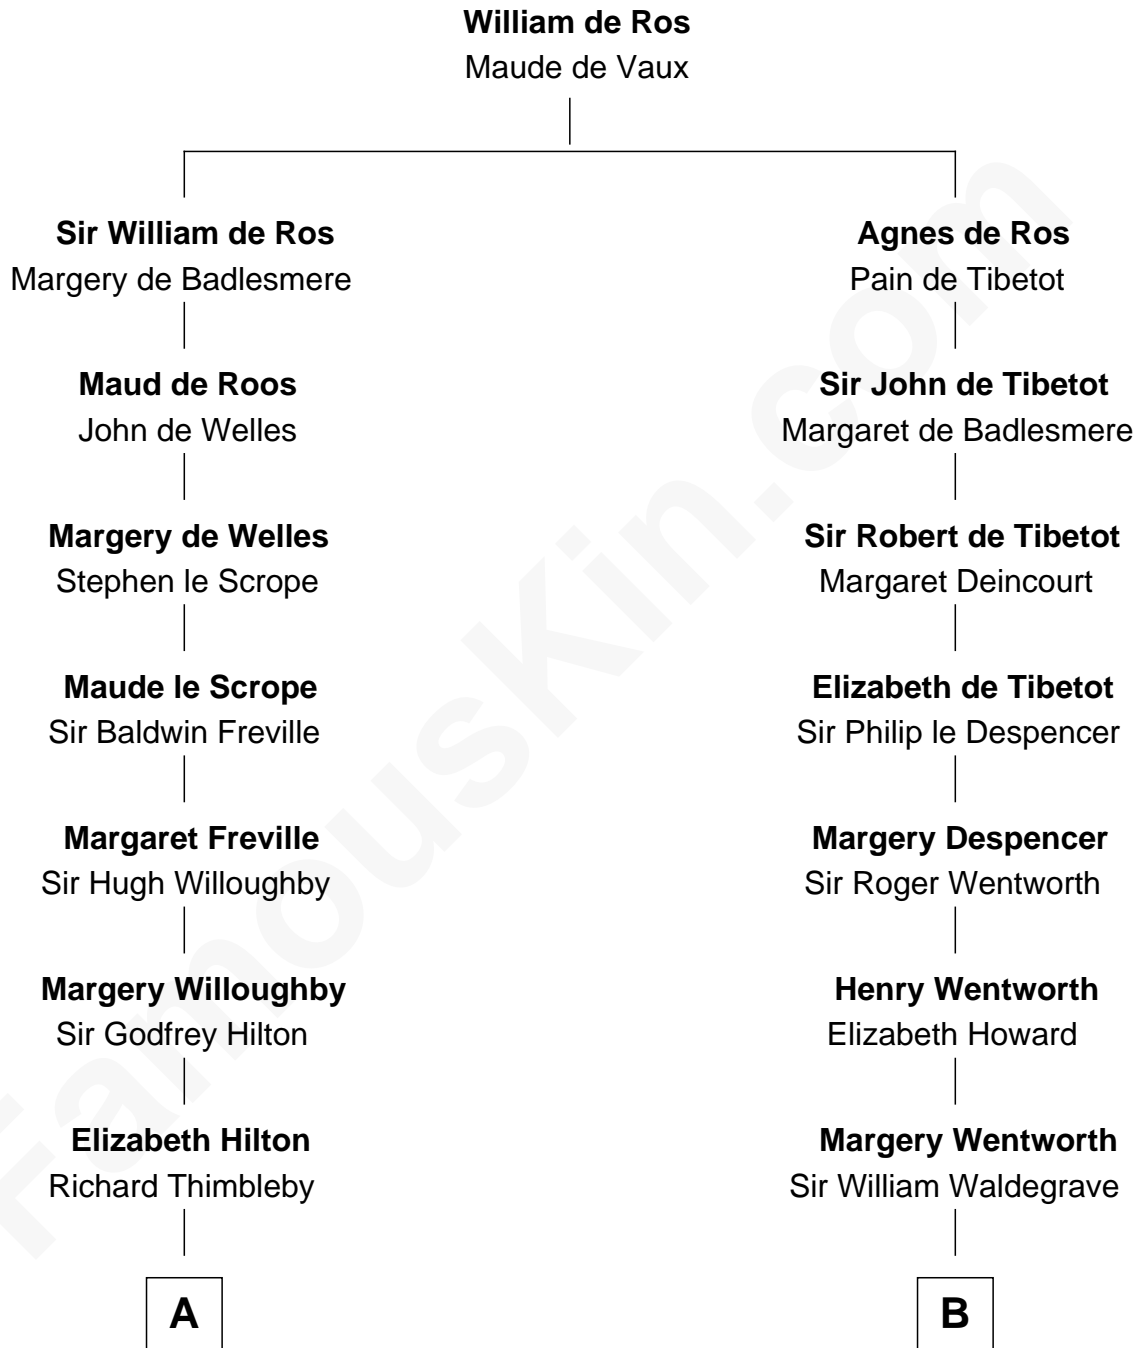 William de Ros
Maude de Vaux
Sir William de Ros
Margery de Badlesmere
Maud de Roos
John de Welles
Margery de Welles
Stephen le Scrope
Maude le Scrope
Sir Baldwin Freville
Margaret Freville
Sir Hugh Willoughby
Margery Willoughby
Sir Godfrey Hilton
Elizabeth Hilton
Richard Thimbleby
A
Agnes de Ros
Pain de Tibetot
Sir John de Tibetot
Margaret de Badlesmere
Sir Robert de Tibetot
Margaret Deincourt
Elizabeth de Tibetot
Sir Philip le Despencer
Margery Despencer
Sir Roger Wentworth
Henry Wentworth
Elizabeth Howard
Margery Wentworth
Sir William Waldegrave
B
FamousKin.com